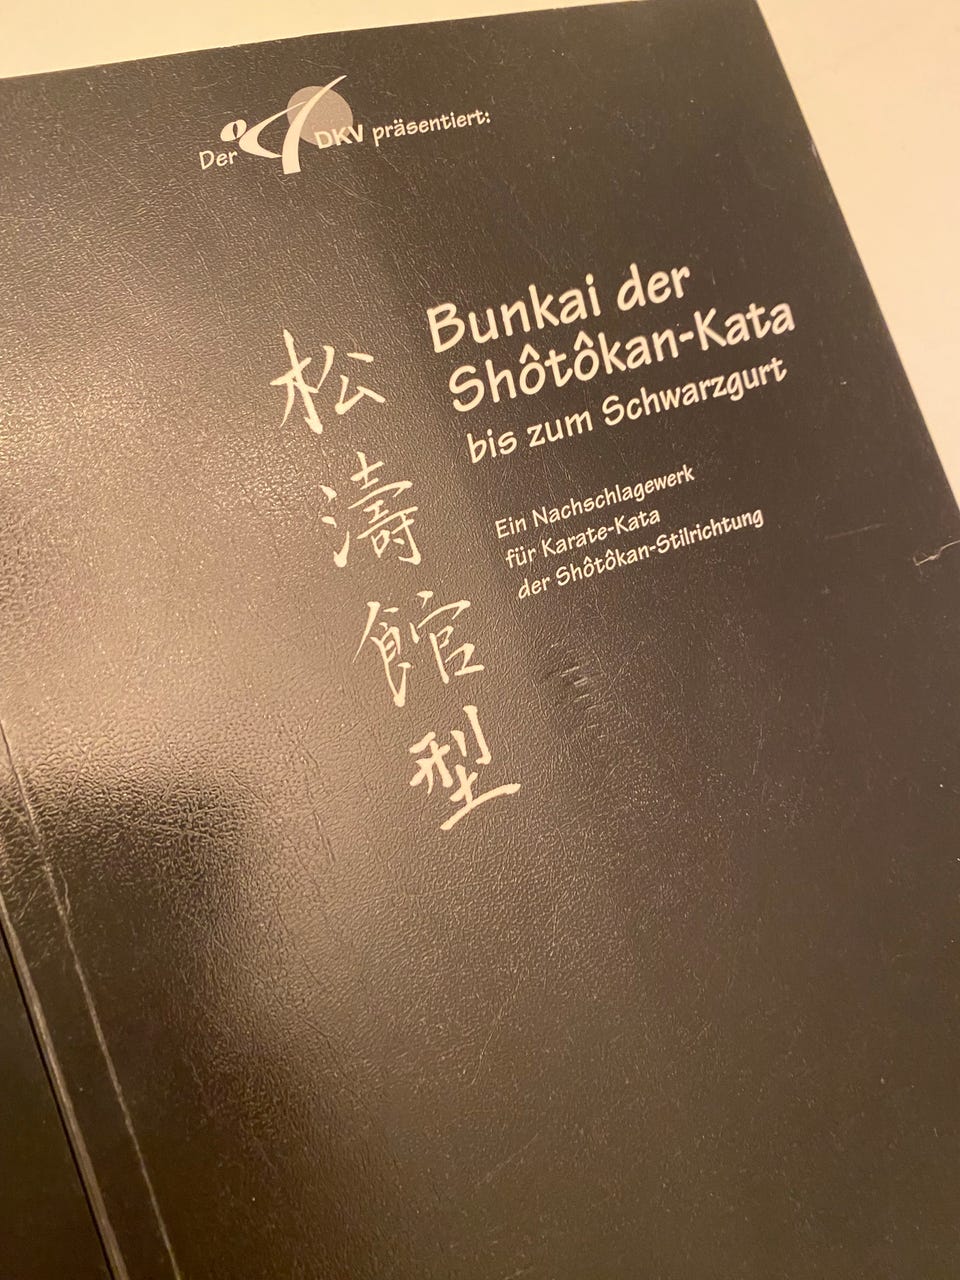 Der DKV präsentiert:
Bunkai der
Shôtôkan-Kata
bis zum Schwarzgurt
Ein Nachschlagewerk
für Karate-Kata
der Shôtôkan-Stilrichtung
松濤館型